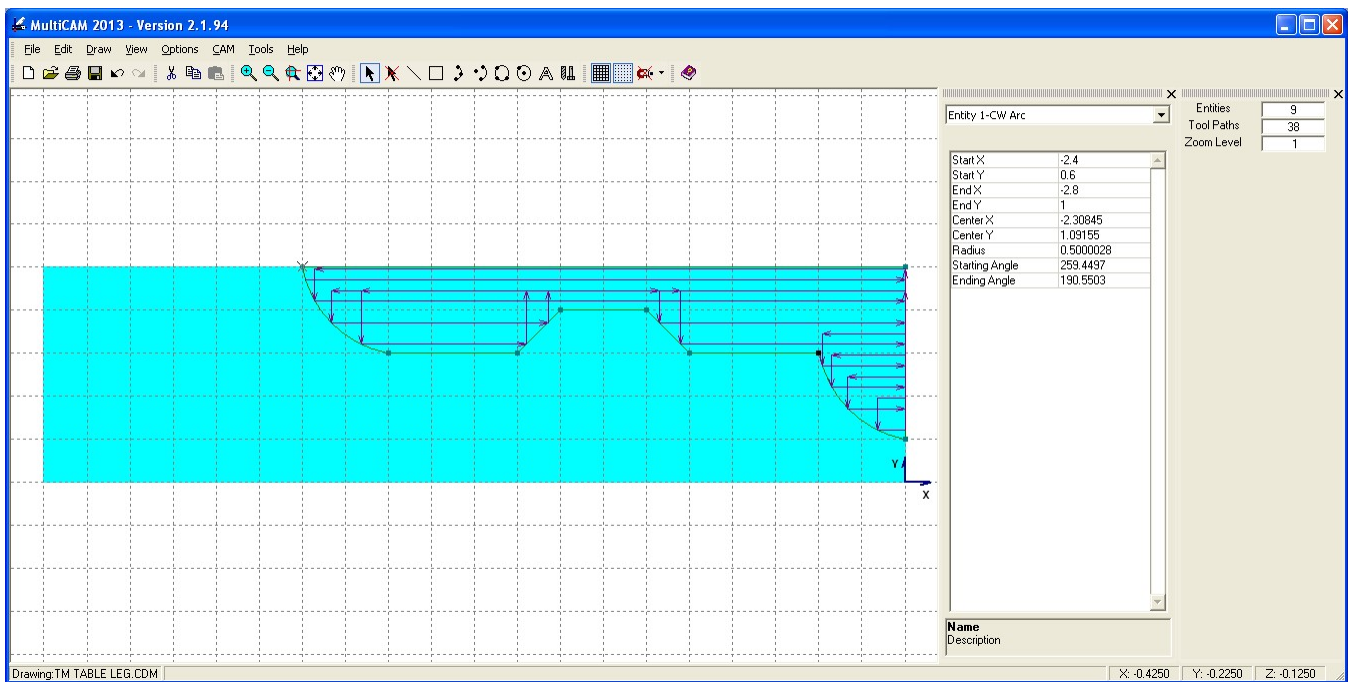 MultiCAM 2013 - Version 2.1.94
File Edit Draw View Options CAM Tools Help
Entity 1-CW Arc
Start X -2.4
Start Y 0.6
End X -2.8
End Y 1
Center X -2.30845
Center Y 1.09155
Radius 0.5000028
Starting Angle 259.4497
Ending Angle 190.5503
Name
Description
Entities 9
Tool Paths 38
Zoom Level 1
Y
X
Drawing:TM TABLE LEG.CDM
X: -0.4250 Y: -0.2250 Z: -0.1250